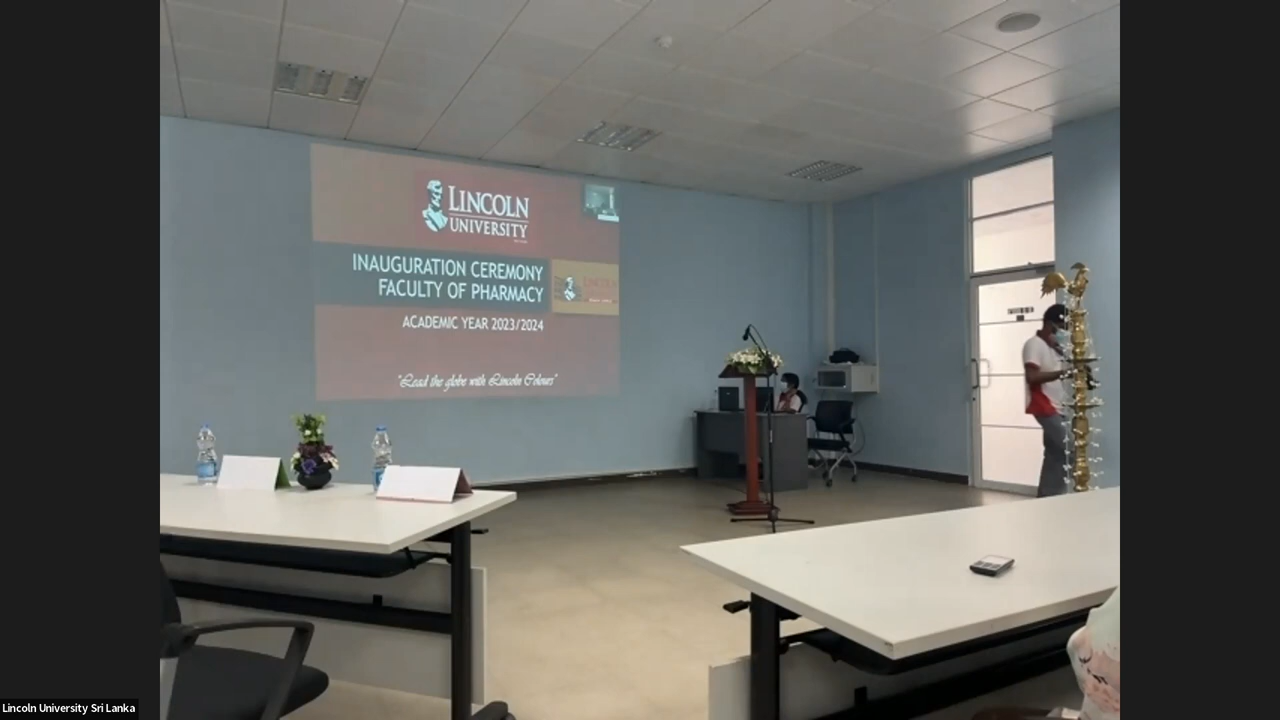 LINCOLN
UNIVERSITY
INAUGURATION CEREMONY
FACULTY OF PHARMACY
ACADEMIC YEAR 2023/2024
"Lead the globe with Lincoln Colours"
Lincoln University Sri Lanka